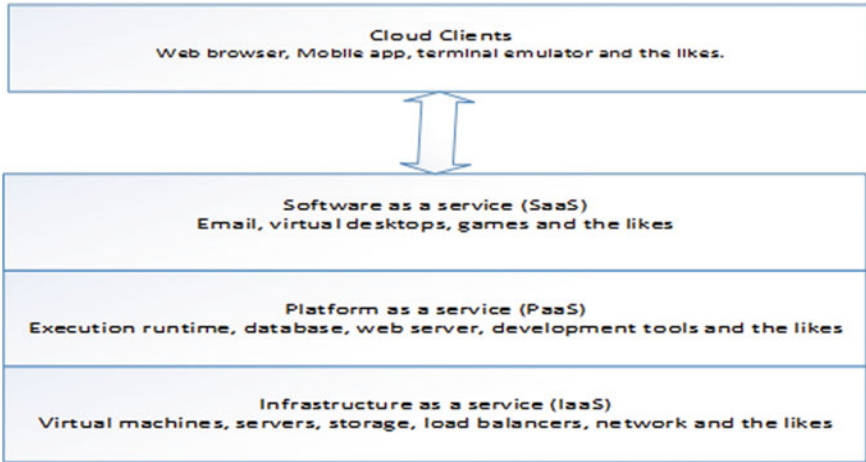 Cloud Clients
Web browser, Mobile app, terminal emulator and the likes.
Software as a service (SaaS)
Email, virtual desktops, games and the likes
Platform as a service (PaaS)
Execution runtime, database, web server, development tools and the likes
Infrastructure as a service (IaaS)
Virtual machines, servers, storage, load balancers, network and the likes